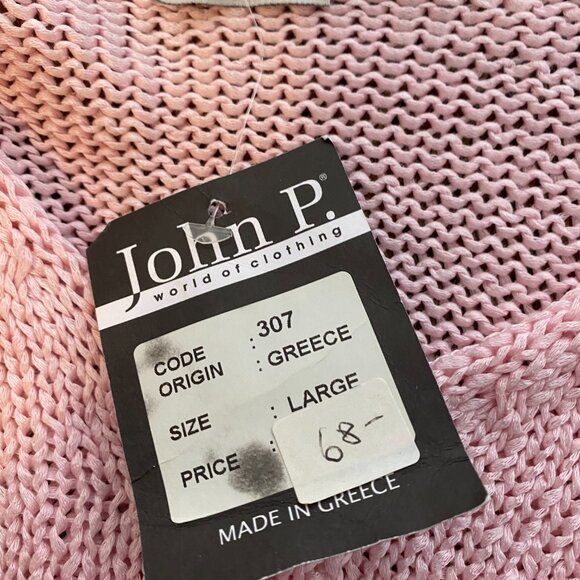 John P.®
world of clothing
CODE : 307
ORIGIN : GREECE
SIZE : LARGE
PRICE :
68-
MADE IN GREECE